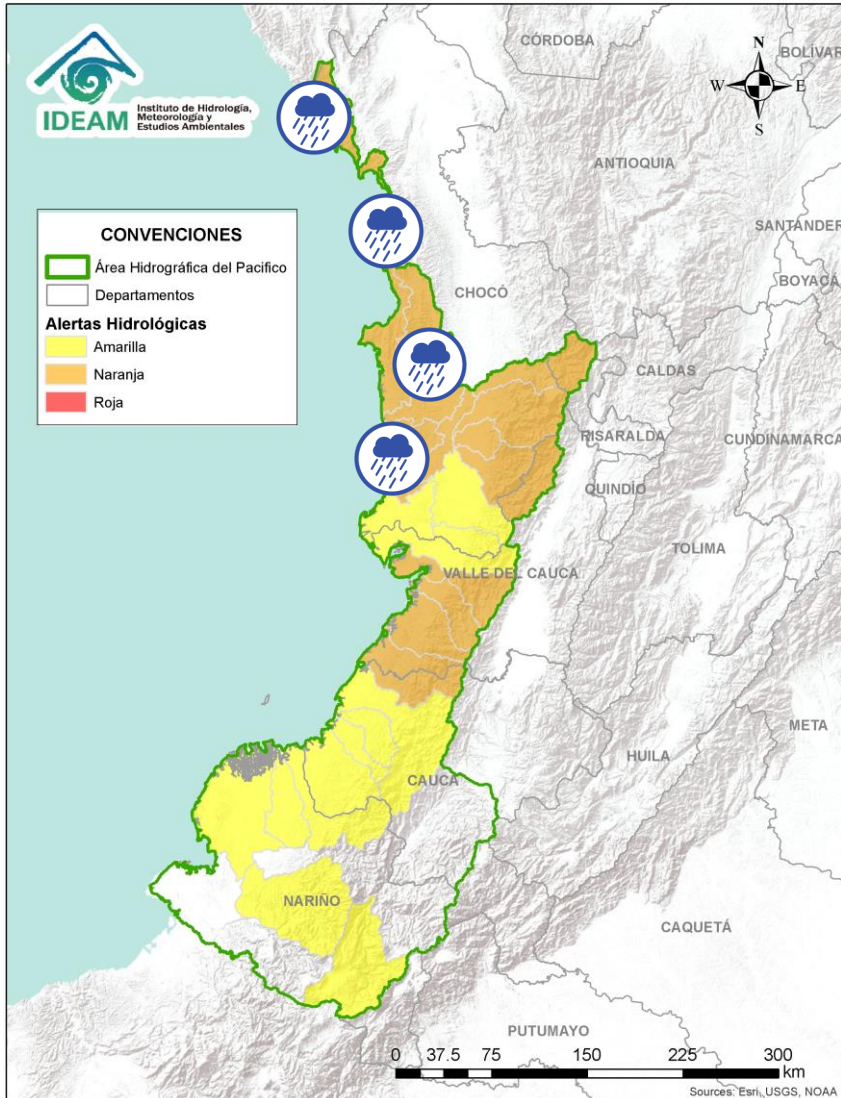 IDEAM
Instituto de Hidrología,
Meteorología y
Estudios Ambientales
CÓRDOBA
BOLÍVAR
N
W
E
S
ANTIOQUIA
SANTANDER
BOYACÁ
CONVENCIONES
Área Hidrográfica del Pacifico
Departamentos
Alertas Hidrológicas
Amarilla
Naranja
Roja
CHOCÓ
CALDAS
RISARALDA
CUNDINAMARCA
QUINDÍO
TOLIMA
VALLE DEL CAUCA
META
HUILA
CAUCA
NARIÑO
CAQUETÁ
PUTUMAYO
0 37.5 75 150 225 300
km
Sources: Esri, USGS, NOAA